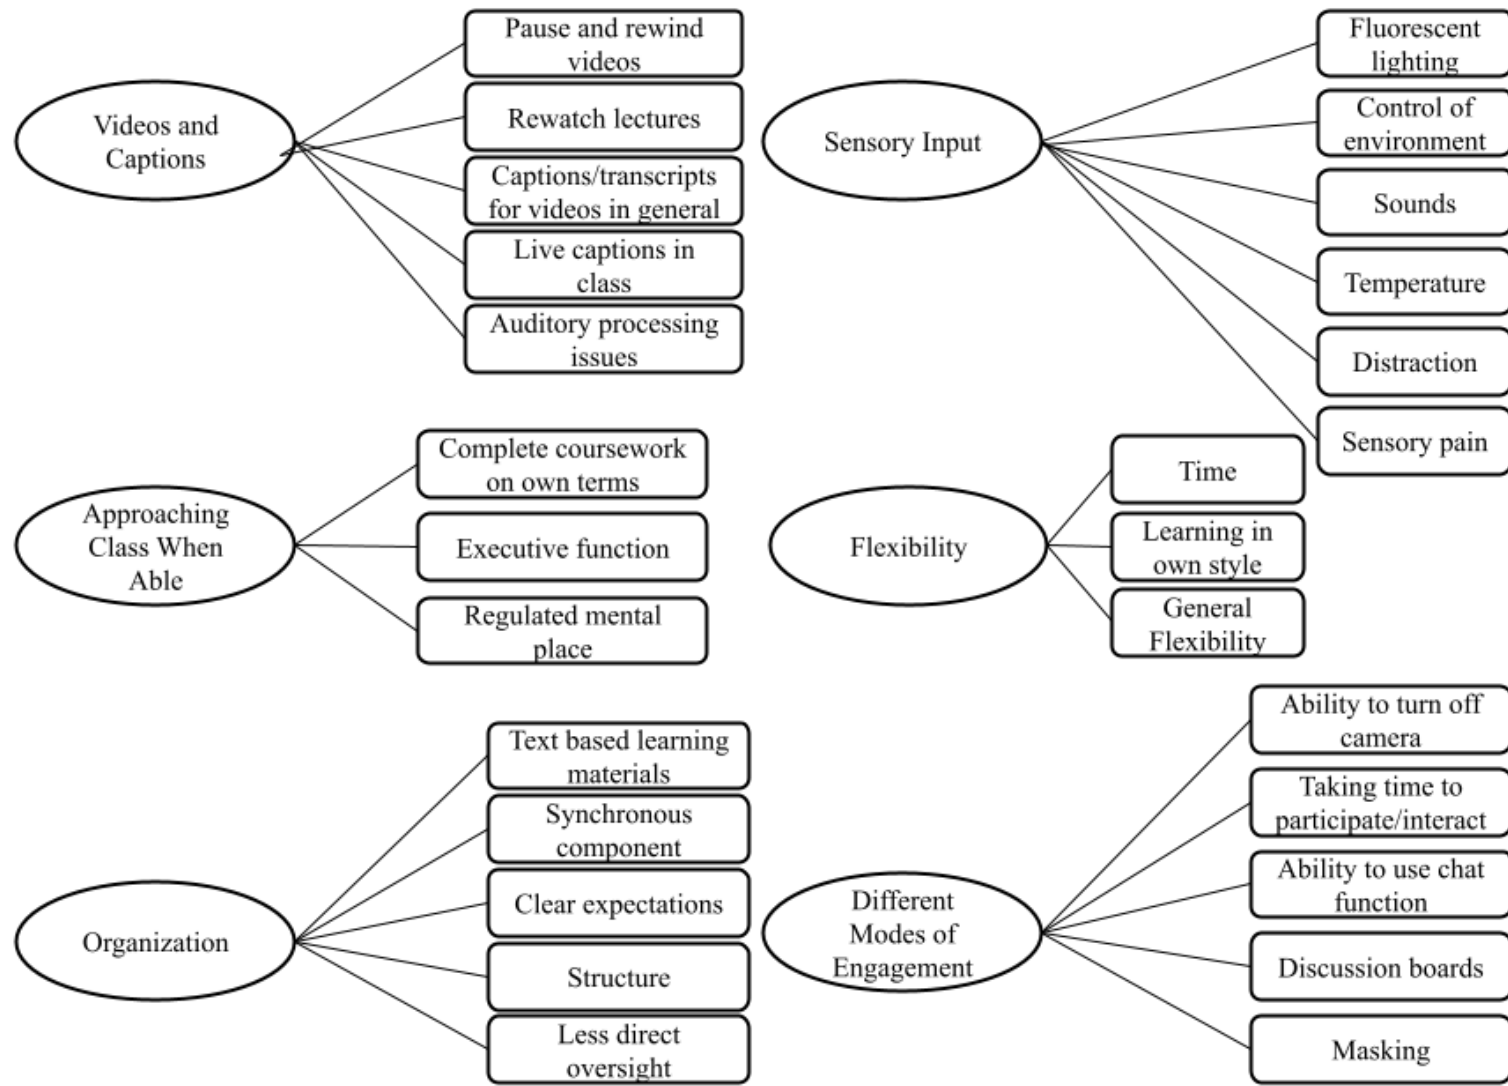 Videos and
Captions
Pause and rewind
videos
Rewatch lectures
Captions/transcripts
for videos in general
Live captions in
class
Auditory processing
issues
Sensory Input
Fluorescent
lighting
Control of
environment
Sounds
Temperature
Distraction
Sensory pain
Approaching
Class When
Able
Complete coursework
on own terms
Executive function
Regulated mental
place
Flexibility
Time
Learning in
own style
General
Flexibility
Organization
Text based learning
materials
Synchronous
component
Clear expectations
Structure
Less direct
oversight
Different
Modes of
Engagement
Ability to turn off
camera
Taking time to
participate/interact
Ability to use chat
function
Discussion boards
Masking